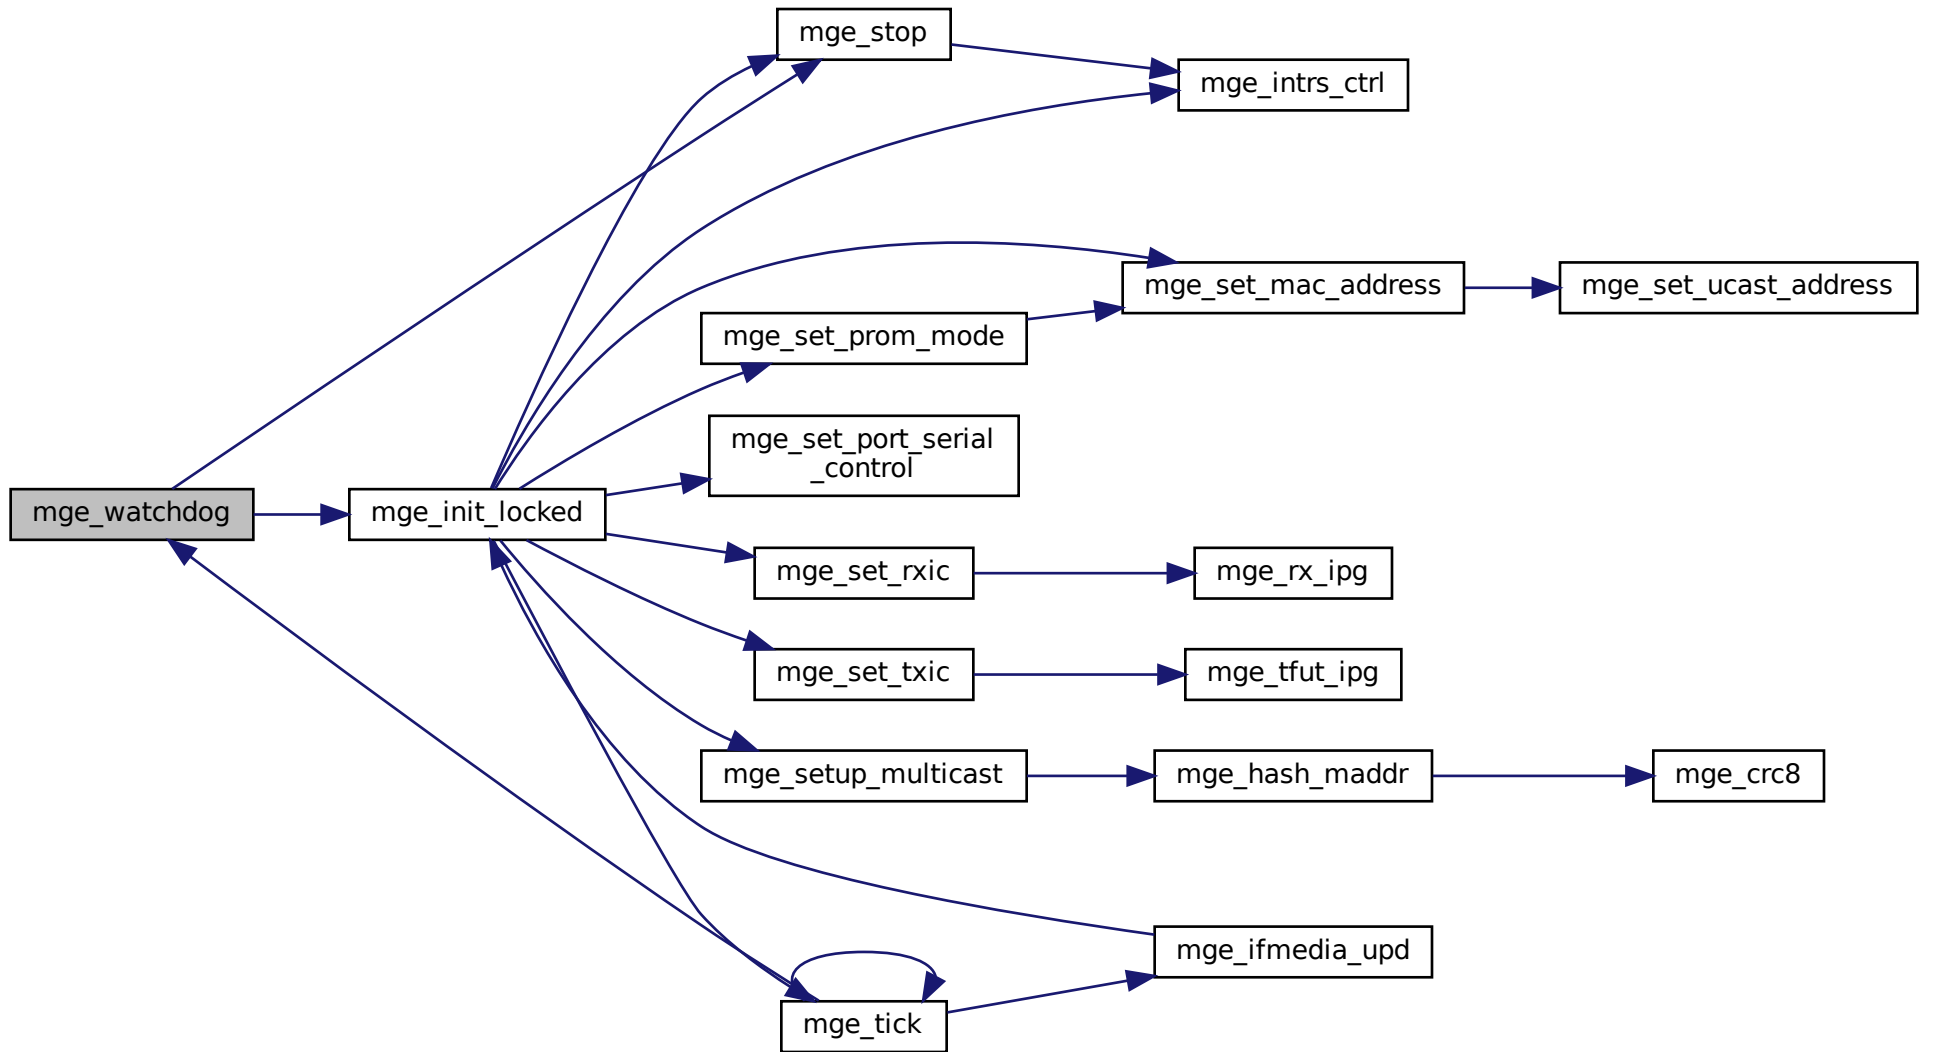 mge_stop
mge_intrs_ctrl
mge_set_mac_address
mge_set_ucast_address
mge_set_prom_mode
mge_set_port_serial
_control
mge_watchdog
mge_init_locked
mge_set_rxic
mge_rx_ipg
mge_set_txic
mge_tfut_ipg
mge_setup_multicast
mge_hash_maddr
mge_crc8
mge_ifmedia_upd
mge_tick